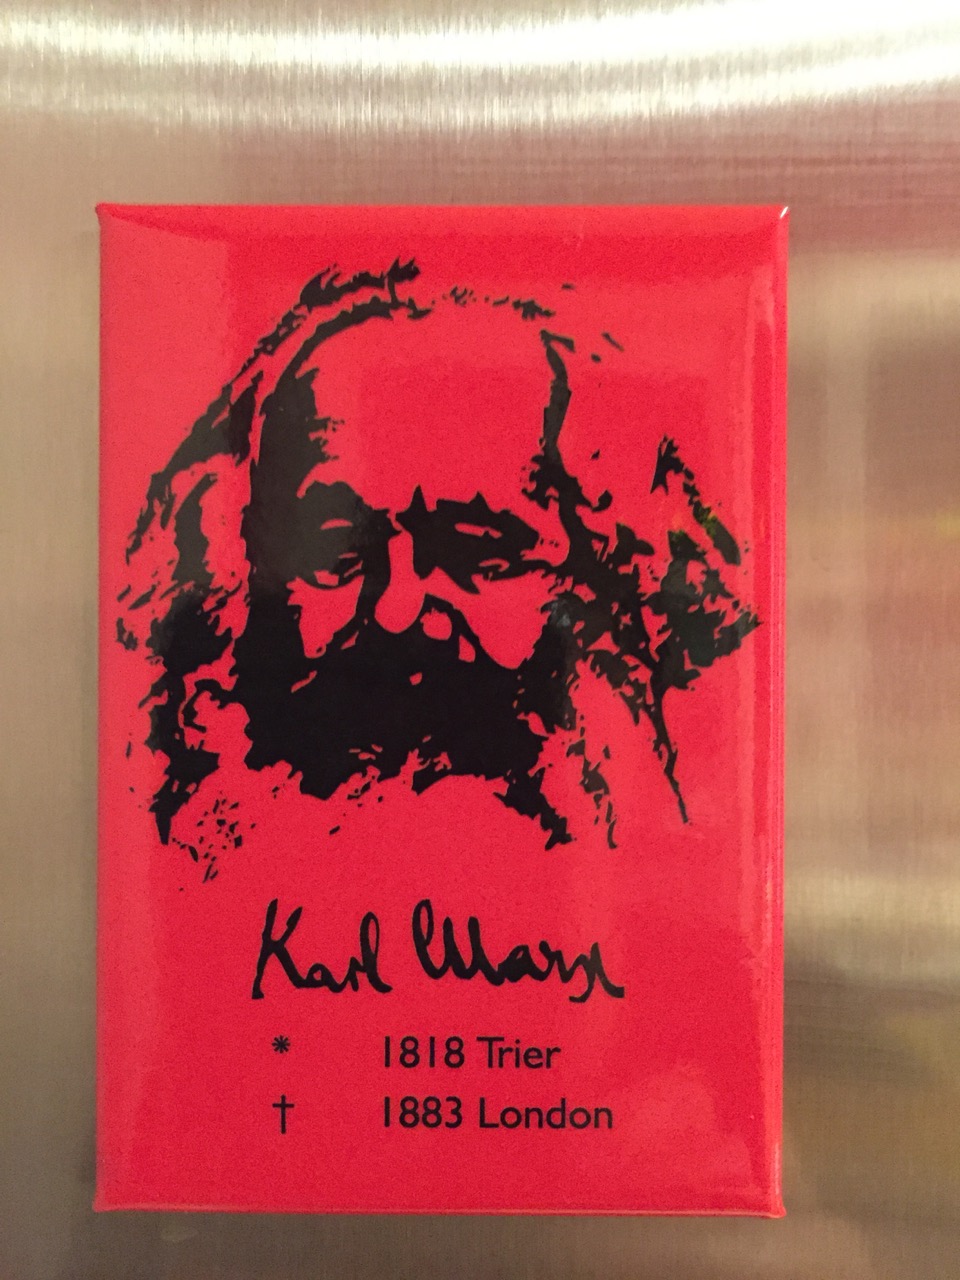 Karl Marx
* 1818 Trier
† 1883 London